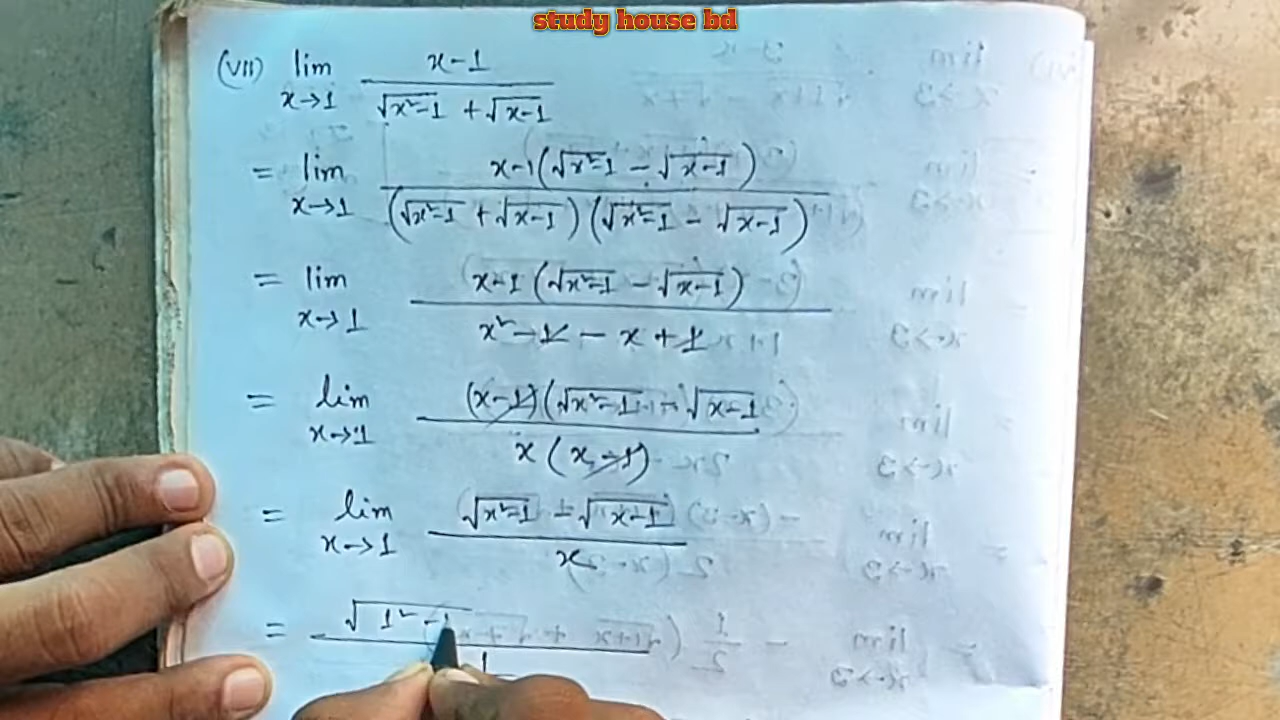 study house bd
(VII) lim x→1 x-1 / √x²-1 + √x-1
= lim x→1 x-1(√x²-1 - √x-1) / (√x²-1 + √x-1)(√x²-1 - √x-1)
= lim x→1 x-1 (√x²-1 - √x-1) / x² - 1 - x + 1
= lim x→1 (x-1)(√x²-1 - √x-1 / x (x-1)
= lim x→1 √x²-1 - √x-1 / x
= √1²-1 / 1